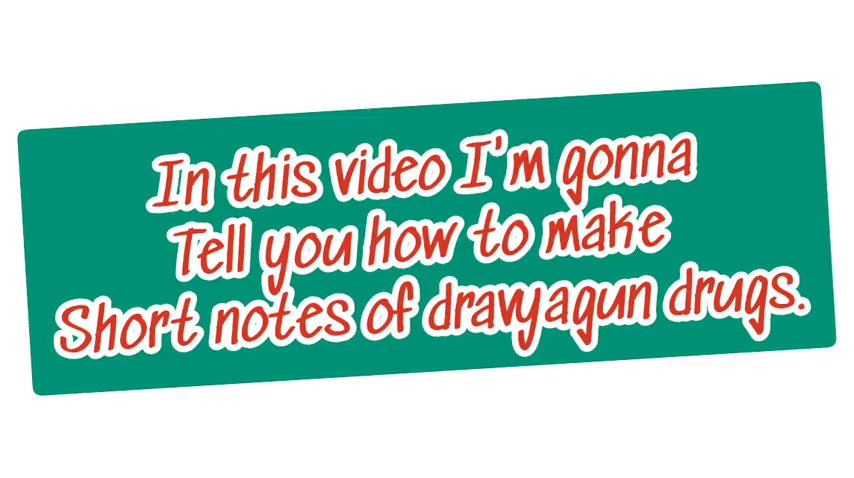 In this video I'm gonna
Tell you how to make
Short notes of dravyagun drugs.